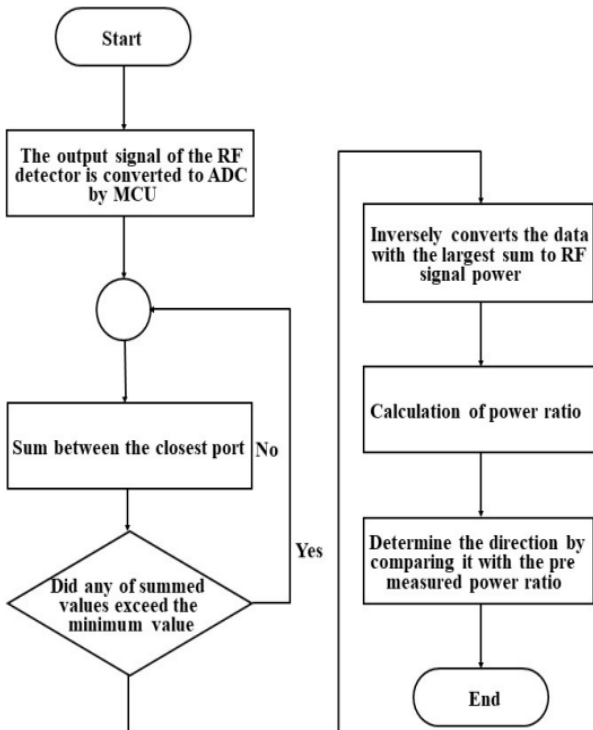 Start
The output signal of the RF
detector is converted to ADC
by MCU
Sum between the closest port
No
Yes
Did any of summed
values exceed the
minimum value
Inversely converts the data
with the largest sum to RF
signal power
Calculation of power ratio
Determine the direction by
comparing it with the pre
measured power ratio
End